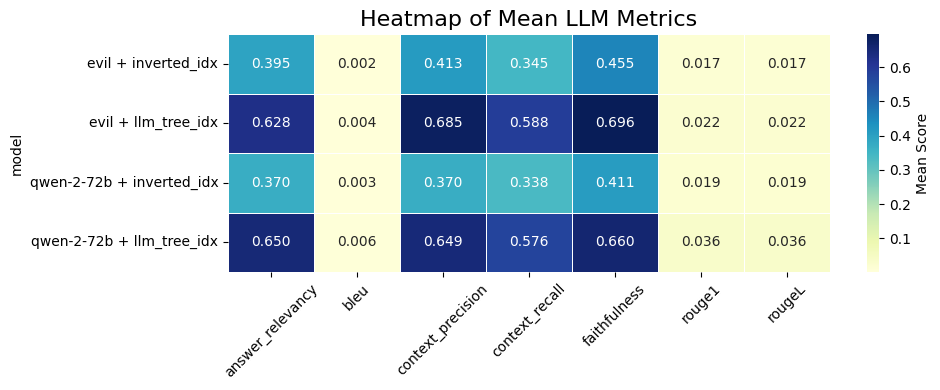 Heatmap of Mean LLM Metrics
model
evil + inverted_idx 0.395 0.002 0.413 0.345 0.455 0.017 0.017
evil + llm_tree_idx 0.628 0.004 0.685 0.588 0.696 0.022 0.022
qwen-2-72b + inverted_idx 0.370 0.003 0.370 0.338 0.411 0.019 0.019
qwen-2-72b + llm_tree_idx 0.650 0.006 0.649 0.576 0.660 0.036 0.036
answer_relevancy bleu context_precision context_recall faithfulness rouge1 rougeL
0.6
0.5
0.4
0.3
0.2
0.1
Mean Score